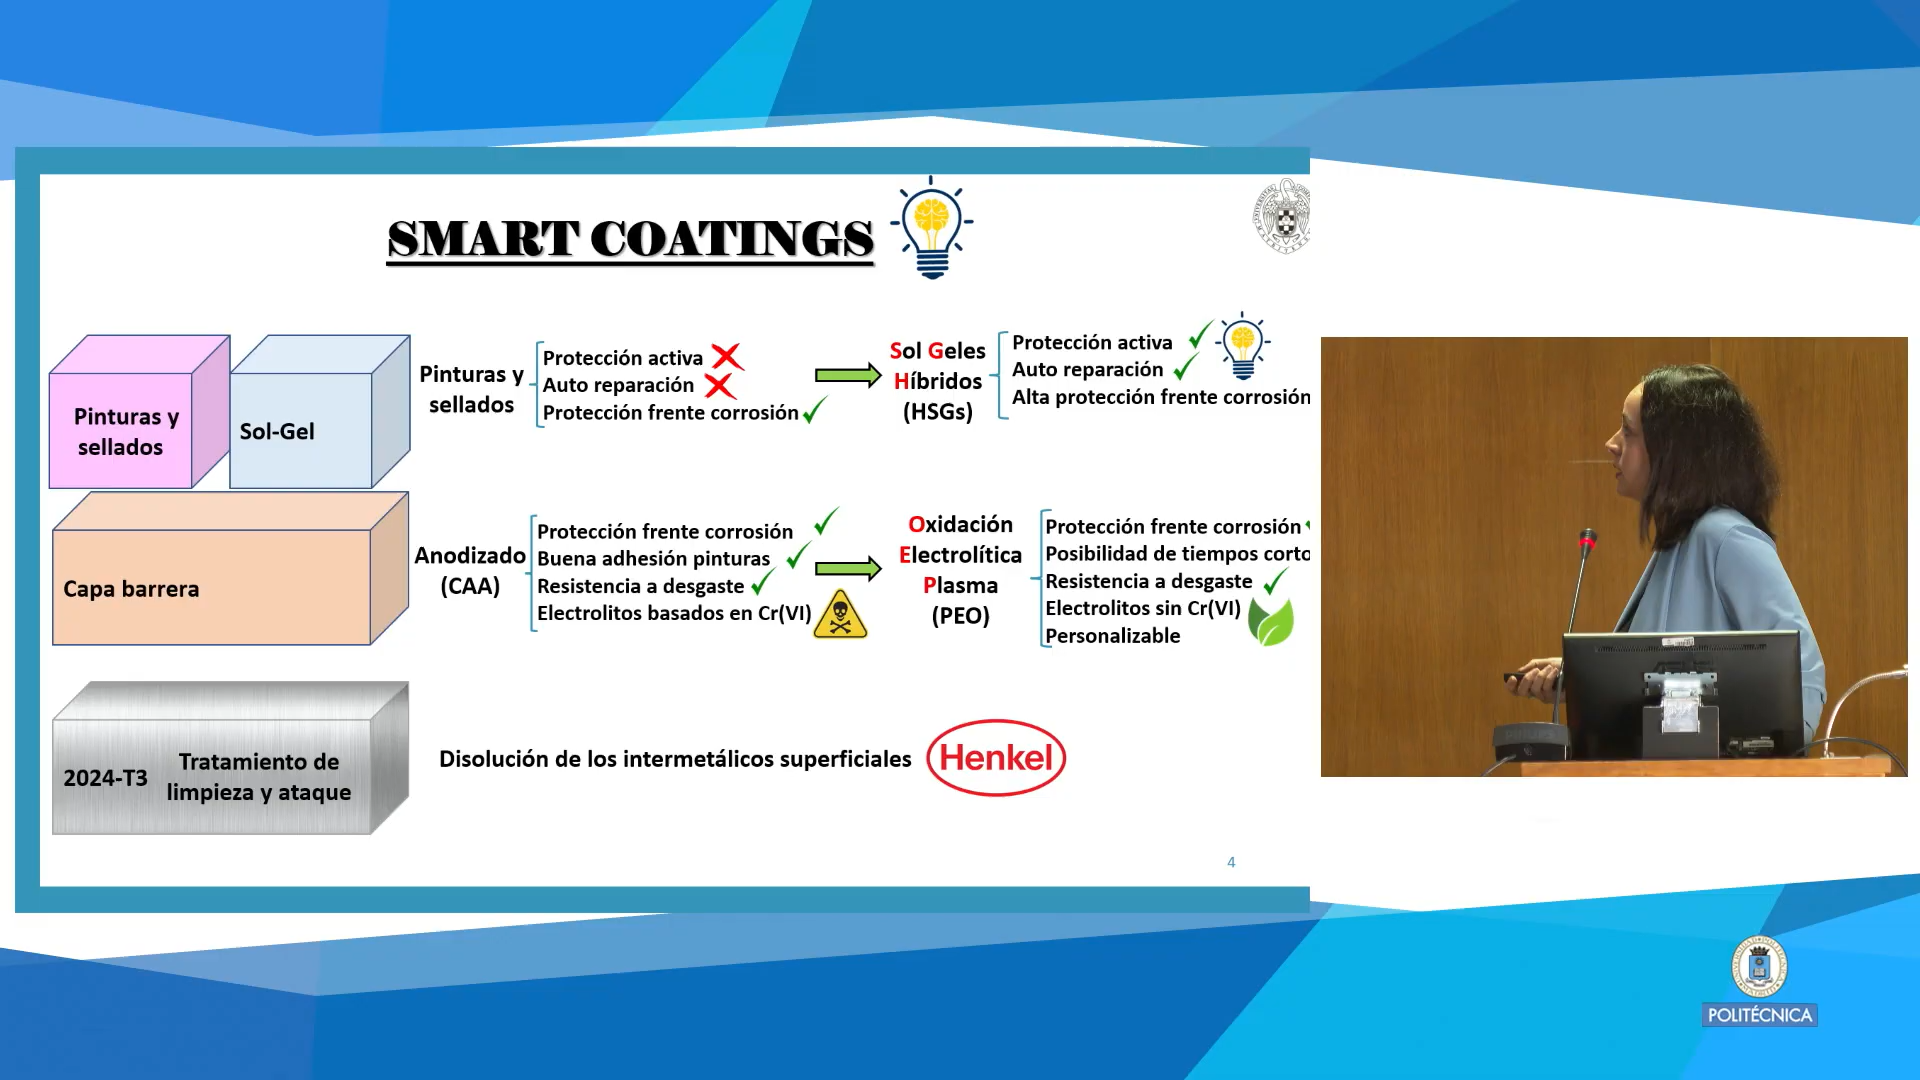 SMART COATINGS
Pinturas y
sellados
Sol-Gel
Pinturas y
sellados
Protección activa
Auto reparación
Protección frente corrosión
Sol Geles
Híbridos
(HSGs)
Protección activa
Auto reparación
Alta protección frente corrosión
Capa barrera
Anodizado
(CAA)
Protección frente corrosión
Buena adhesión pinturas
Resistencia a desgaste
Electrolitos basados en Cr(VI)
Oxidación
Electrolítica
Plasma
(PEO)
Protección frente corrosión
Posibilidad de tiempos corto
Resistencia a desgaste
Electrolitos sin Cr(VI)
Personalizable
2024-T3
Tratamiento de
limpieza y ataque
Disolución de los intermetálicos superficiales
Henkel
4
POLITÉCNICA